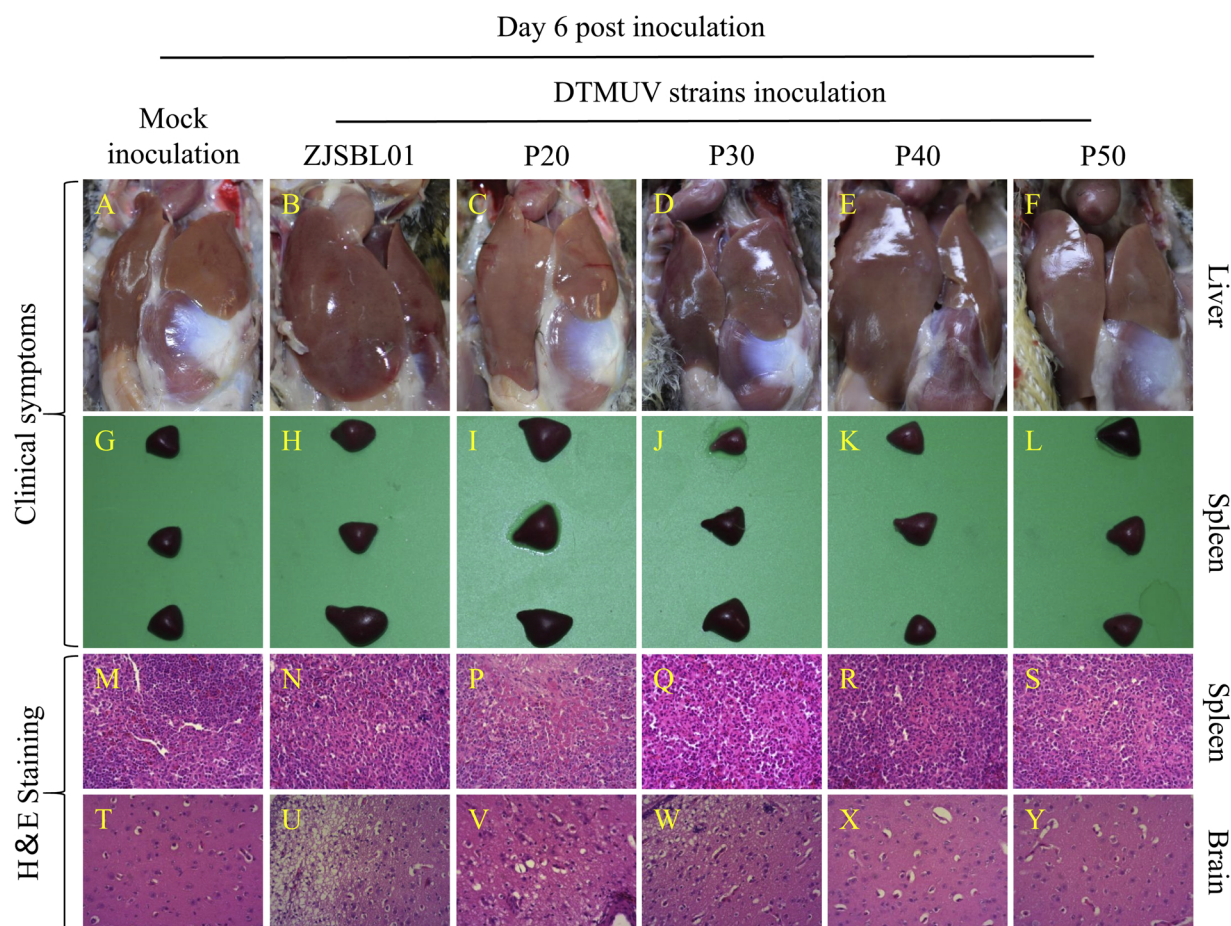 Day 6 post inoculation
DTMUV strains inoculation
Mock
inoculation
ZJSBL01
P20
P30
P40
P50
Clinical symptoms
A
B
C
D
E
F
Liver
G
H
I
J
K
L
Spleen
H&E Staining
M
N
P
Q
R
S
Spleen
T
U
V
W
X
Y
Brain